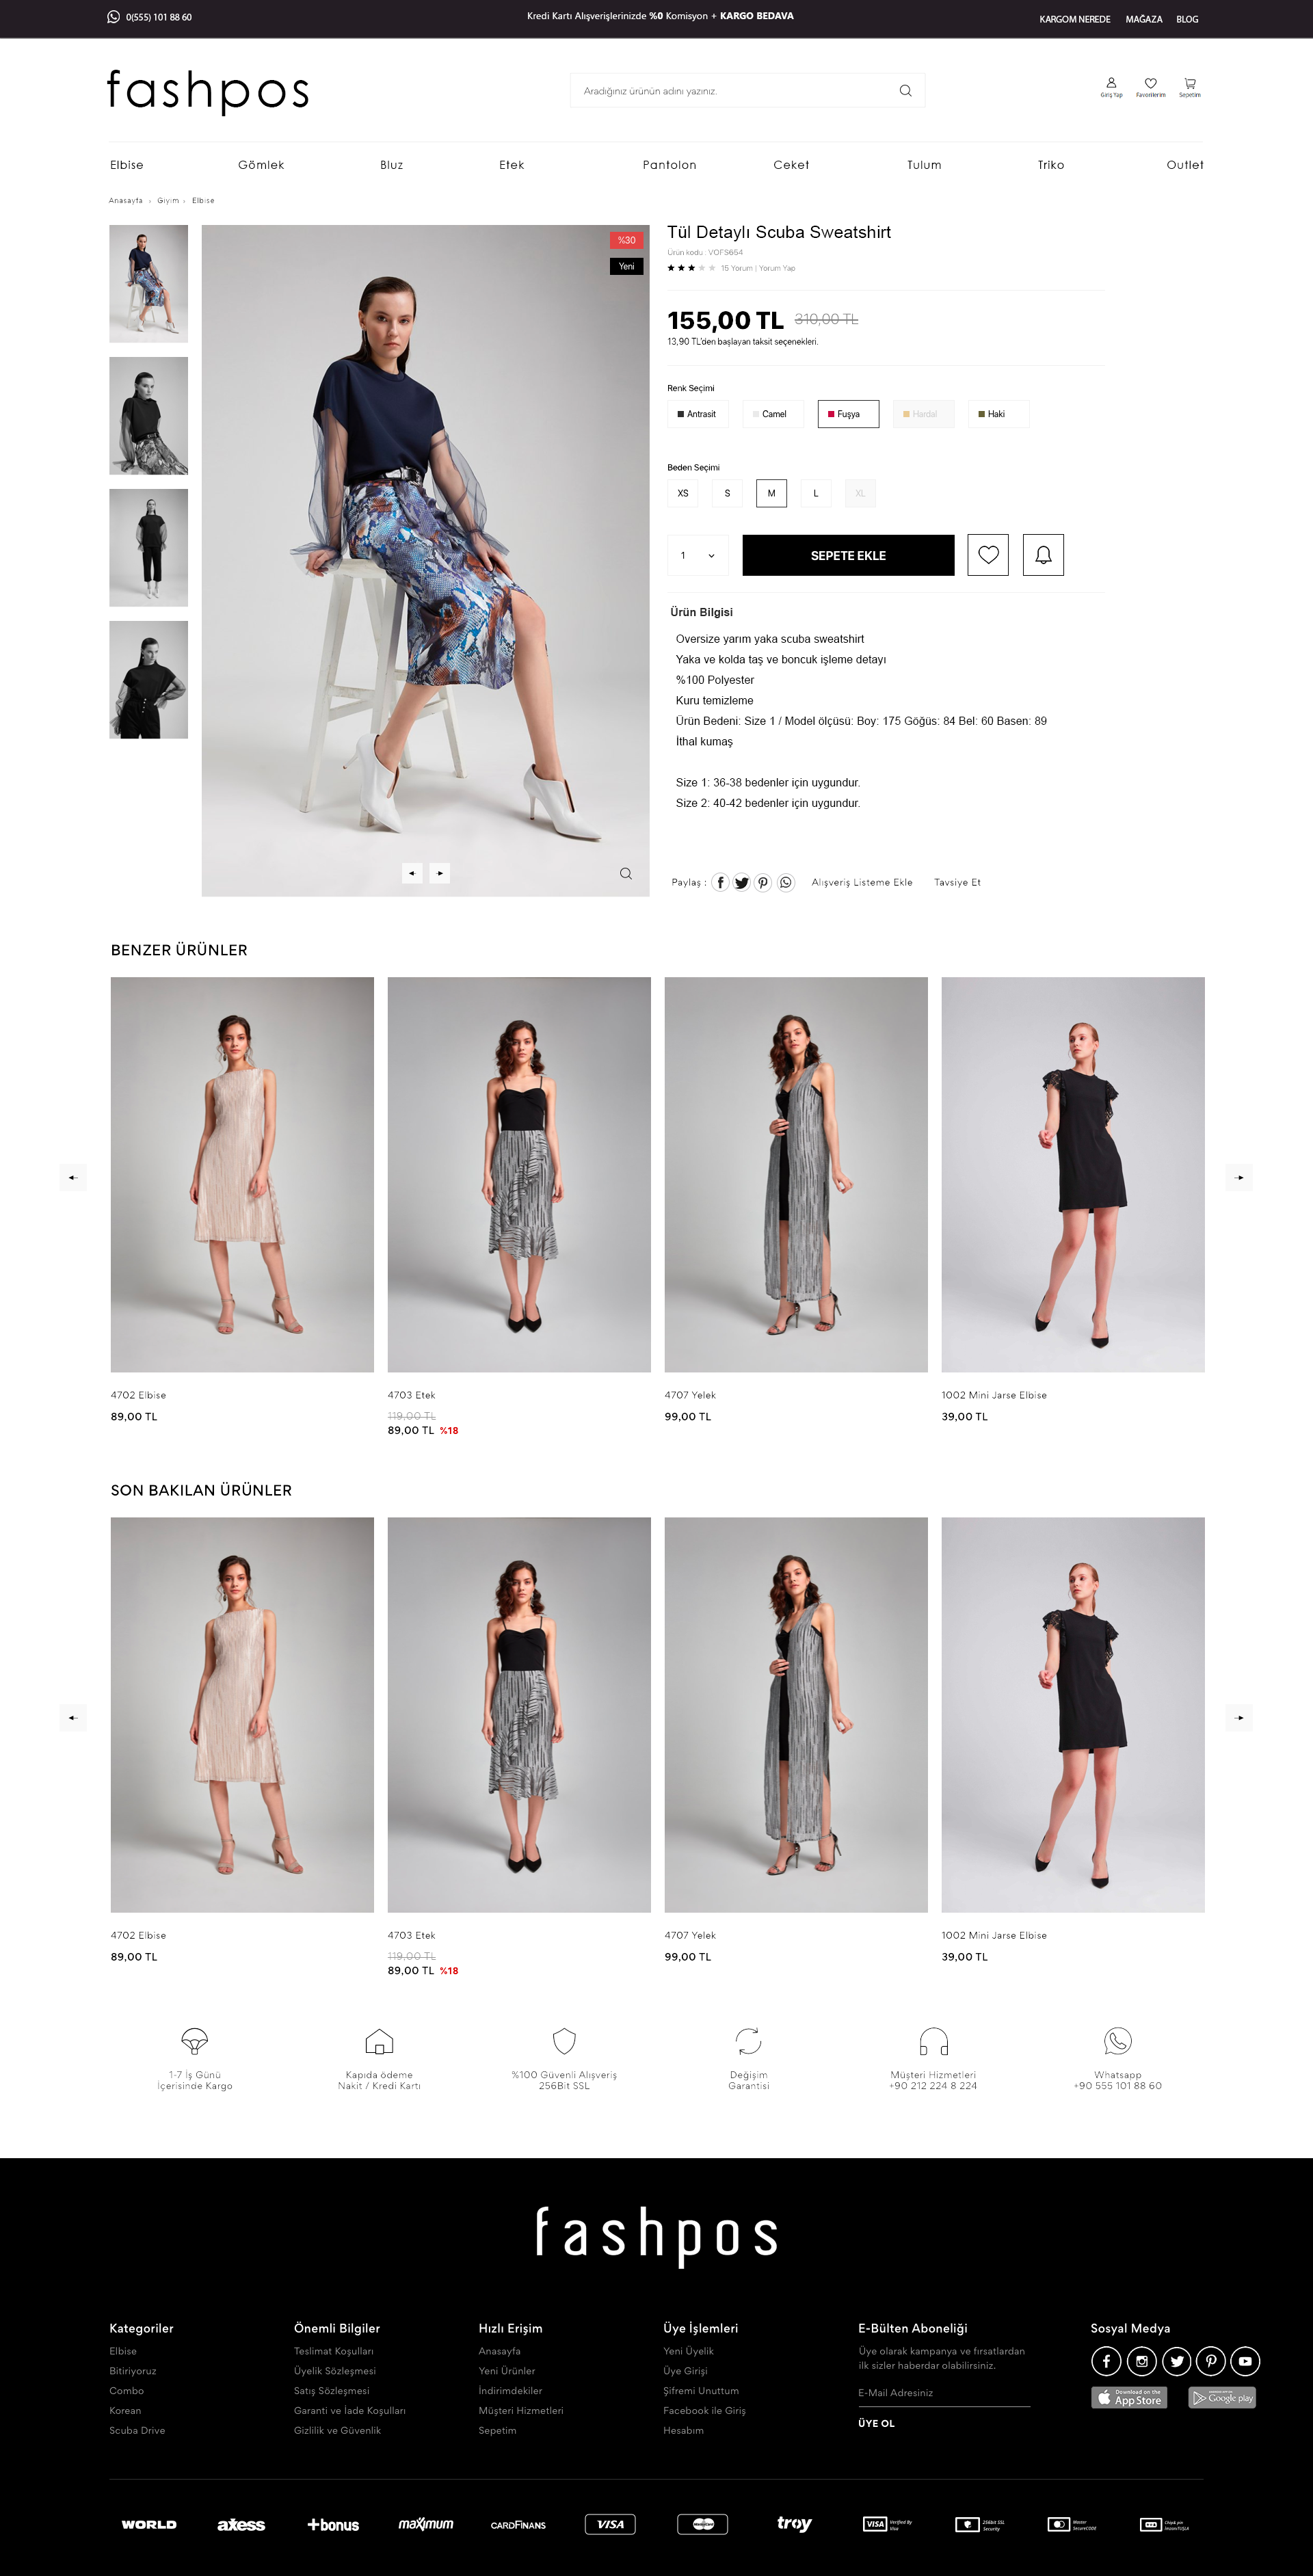 0(555) 101 88 60
Kredi Kartı Alışverişlerinizde %0 Komisyon + KARGO BEDAVA
KARGOM NEREDE MAĞAZA BLOG
fashpos
Aradığınız ürünün adını yazınız.
Giriş Yap Favorilerim Sepetim
Elbise Gömlek Bluz Etek Pantolon Ceket Tulum Triko Outlet
Anasayfa › Giyim › Elbise
%30
Yeni
Tül Detaylı Scuba Sweatshirt
Ürün kodu : VOFS654
15 Yorum | Yorum Yap
155,00 TL 310,00 TL
13,90 TL'den başlayan taksit seçenekleri.
Renk Seçimi
Antrasit Camel Fuşya Hardal Haki
Beden Seçimi
XS S M L XL
1 SEPETE EKLE
Ürün Bilgisi
Oversize yarım yaka scuba sweatshirt
Yaka ve kolda taş ve boncuk işleme detayı
%100 Polyester
Kuru temizleme
Ürün Bedeni: Size 1 / Model ölçüsü: Boy: 175 Göğüs: 84 Bel: 60 Basen: 89
İthal kumaş
Size 1: 36-38 bedenler için uygundur.
Size 2: 40-42 bedenler için uygundur.
Paylaş : Alışveriş Listeme Ekle Tavsiye Et
BENZER ÜRÜNLER
4702 Elbise 4703 Etek 4707 Yelek 1002 Mini Jarse Elbise
89,00 TL 119,00 TL 99,00 TL 39,00 TL
89,00 TL %18
SON BAKILAN ÜRÜNLER
4702 Elbise 4703 Etek 4707 Yelek 1002 Mini Jarse Elbise
89,00 TL 119,00 TL 99,00 TL 39,00 TL
89,00 TL %18
1-7 İş Günü Kapıda ödeme %100 Güvenli Alışveriş Değişim Müşteri Hizmetleri Whatsapp
İçerisinde Kargo Nakit / Kredi Kartı 256Bit SSL Garantisi +90 212 224 8 224 +90 555 101 88 60
fashpos
Kategoriler Önemli Bilgiler Hızlı Erişim Üye İşlemleri E-Bülten Aboneliği Sosyal Medya
Elbise Teslimat Koşulları Anasayfa Yeni Üyelik Üye olarak kampanya ve fırsatlardan
ilk sizler haberdar olabilirsiniz.
Bitiriyoruz Üyelik Sözleşmesi Yeni Ürünler Üye Girişi
Combo Satış Sözleşmesi İndirimdekiler Şifremi Unuttum E-Mail Adresiniz
Download on the
App Store Google play
Korean Garanti ve İade Koşulları Müşteri Hizmetleri Facebook ile Giriş
Scuba Drive Gizlilik ve Güvenlik Sepetim Hesabım ÜYE OL
WORLD axess +bonus maximum CARDFİNANS VISA MasterCard troy VISA Verified By Visa 256bit SSL Security Master SecureCODE